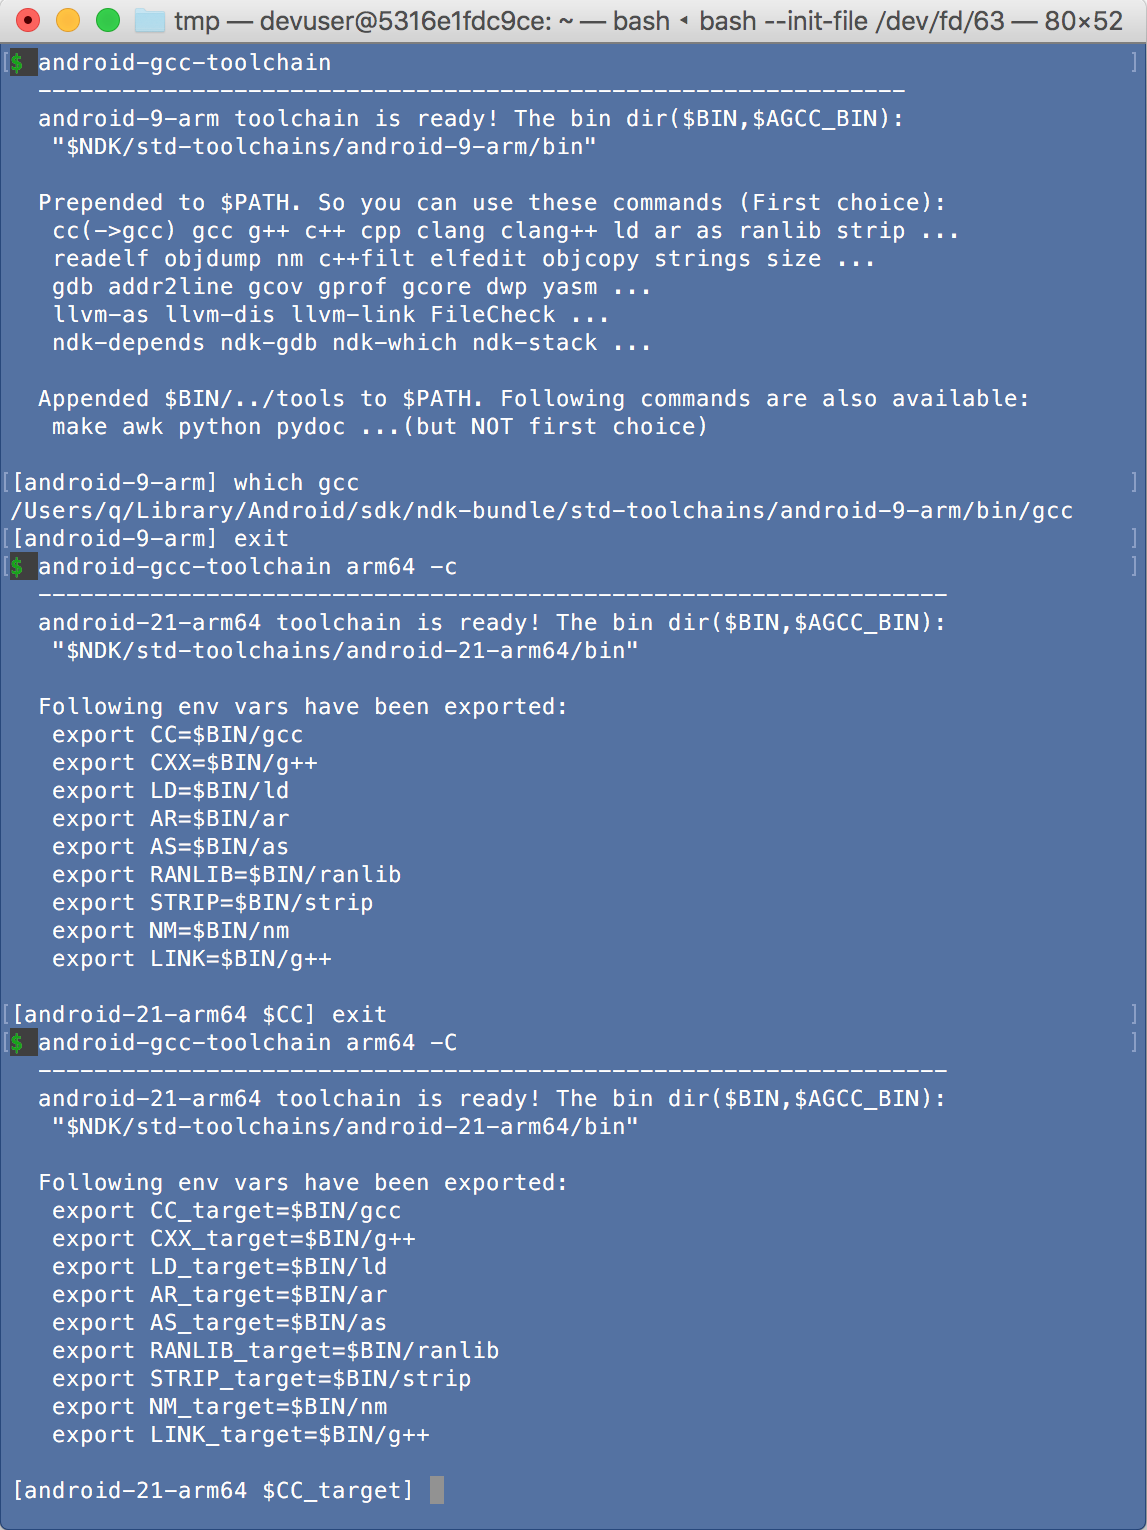 tmp — devuser@5316e1fdc9ce: ~ — bash ◂ bash --init-file /dev/fd/63 — 80×52
[$ android-gcc-toolchain ]
--------------------------------------------------------------
android-9-arm toolchain is ready! The bin dir($BIN,$AGCC_BIN):
"$NDK/std-toolchains/android-9-arm/bin"
Prepended to $PATH. So you can use these commands (First choice):
cc(->gcc) gcc g++ c++ cpp clang clang++ ld ar as ranlib strip ...
readelf objdump nm c++filt elfedit objcopy strings size ...
gdb addr2line gcov gprof gcore dwp yasm ...
llvm-as llvm-dis llvm-link FileCheck ...
ndk-depends ndk-gdb ndk-which ndk-stack ...
Appended $BIN/../tools to $PATH. Following commands are also available:
make awk python pydoc ...(but NOT first choice)
[[android-9-arm] which gcc ]
/Users/q/Library/Android/sdk/ndk-bundle/std-toolchains/android-9-arm/bin/gcc
[[android-9-arm] exit ]
[$ android-gcc-toolchain arm64 -c ]
-----------------------------------------------------------------
android-21-arm64 toolchain is ready! The bin dir($BIN,$AGCC_BIN):
"$NDK/std-toolchains/android-21-arm64/bin"
Following env vars have been exported:
export CC=$BIN/gcc
export CXX=$BIN/g++
export LD=$BIN/ld
export AR=$BIN/ar
export AS=$BIN/as
export RANLIB=$BIN/ranlib
export STRIP=$BIN/strip
export NM=$BIN/nm
export LINK=$BIN/g++
[[android-21-arm64 $CC] exit ]
[$ android-gcc-toolchain arm64 -C ]
-----------------------------------------------------------------
android-21-arm64 toolchain is ready! The bin dir($BIN,$AGCC_BIN):
"$NDK/std-toolchains/android-21-arm64/bin"
Following env vars have been exported:
export CC_target=$BIN/gcc
export CXX_target=$BIN/g++
export LD_target=$BIN/ld
export AR_target=$BIN/ar
export AS_target=$BIN/as
export RANLIB_target=$BIN/ranlib
export STRIP_target=$BIN/strip
export NM_target=$BIN/nm
export LINK_target=$BIN/g++
[android-21-arm64 $CC_target]